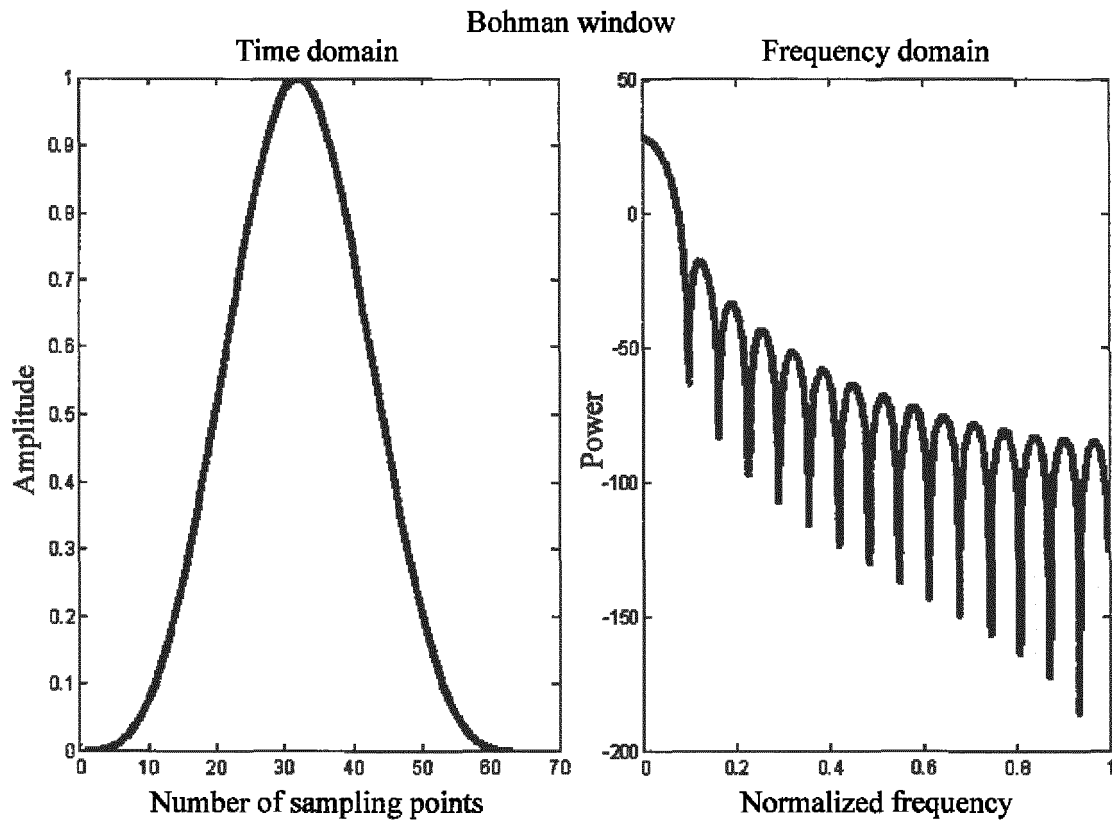 Bohman window
Time domain
1
0.9
0.8
0.7
0.6
0.5
0.4
0.3
0.2
0.1
0
Amplitude
0 10 20 30 40 50 60 70
Number of sampling points
Frequency domain
50
0
-50
-100
-150
-200
Power
0 0.2 0.4 0.6 0.8 1
Normalized frequency